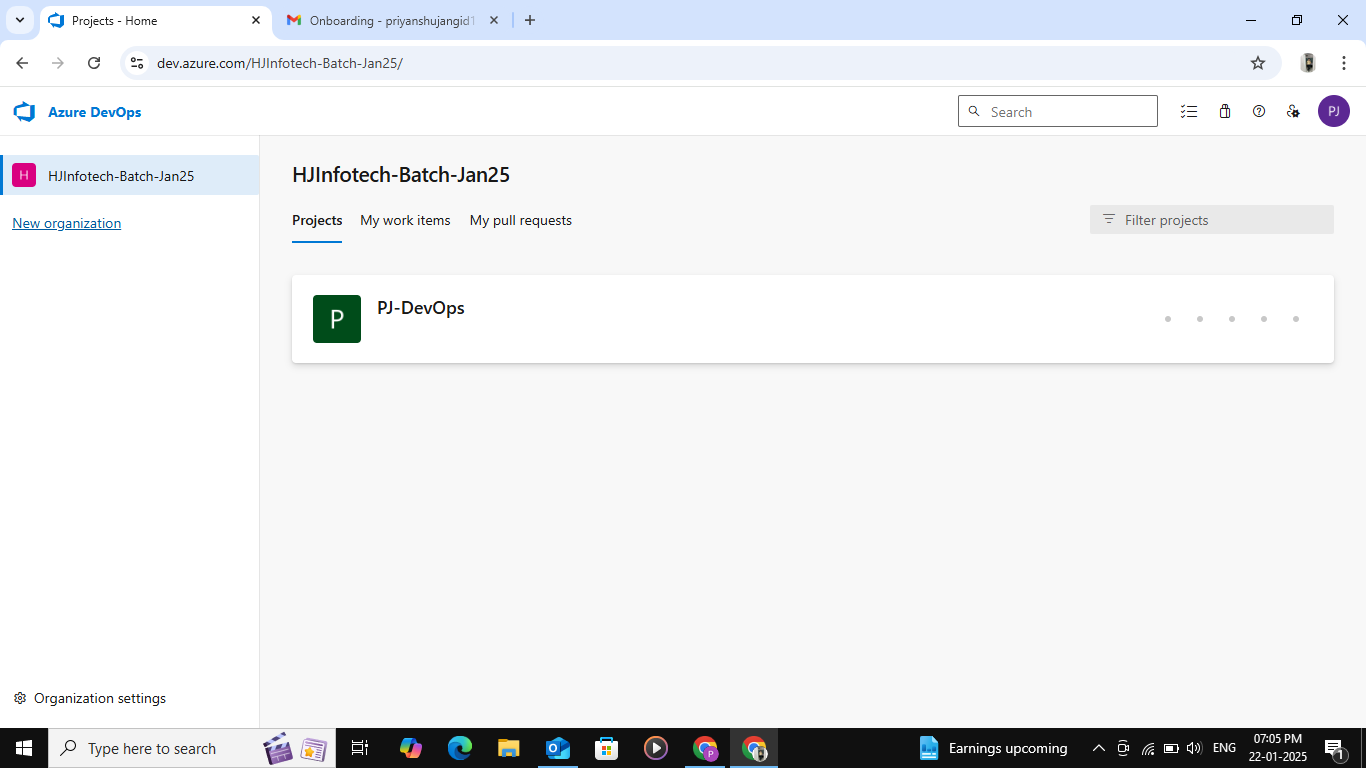 Projects - Home
Onboarding - priyanshujangid1
dev.azure.com/HJInfotech-Batch-Jan25/
Azure DevOps
Search
PJ
H
HJInfotech-Batch-Jan25
New organization
HJInfotech-Batch-Jan25
Projects
My work items
My pull requests
Filter projects
P
PJ-DevOps
Organization settings
Type here to search
P
Earnings upcoming
ENG
07:05 PM
22-01-2025
1